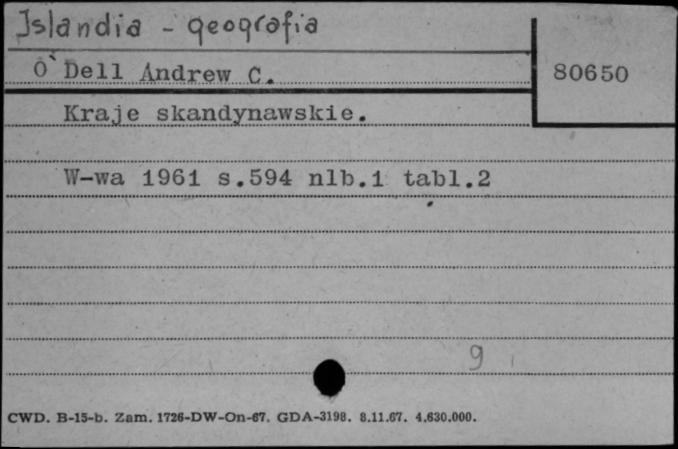 Islandia - geografia
O`Dell Andrew C.
80650
Kraje skandynawskie.
W-wa 1961 s.594 nlb.1 tabl.2
9
CWD. B-15-b. Zam. 1726-DW-On-67. GDA-3198. 8.11.67. 4.630.000.